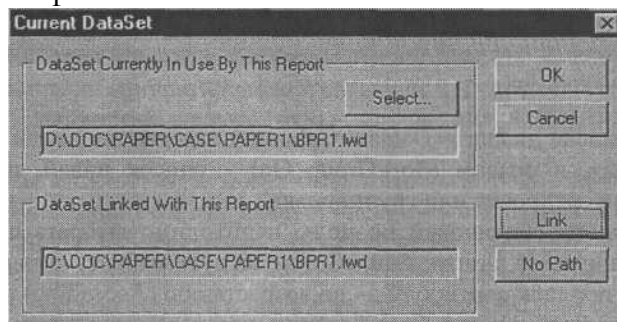 Current DataSet
DataSet Currently In Use By This Report
Select...
D:\DOC\PAPER\CASE\PAPER1\BPR1.lwd
OK
Cancel
DataSet Linked With This Report
D:\DOC\PAPER\CASE\PAPER1\BPR1.lwd
Link
No Path